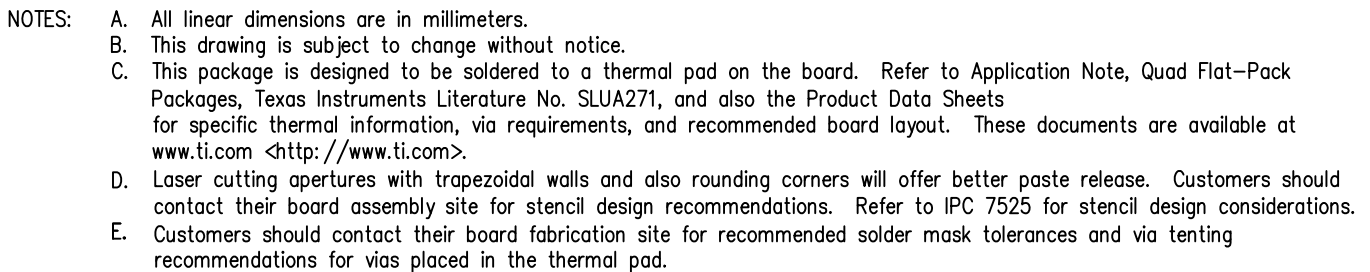 NOTES: A. All linear dimensions are in millimeters.
B. This drawing is subject to change without notice.
C. This package is designed to be soldered to a thermal pad on the board. Refer to Application Note, Quad Flat-Pack
Packages, Texas Instruments Literature No. SLUA271, and also the Product Data Sheets
for specific thermal information, via requirements, and recommended board layout. These documents are available at
www.ti.com <http://www.ti.com>.
D. Laser cutting apertures with trapezoidal walls and also rounding corners will offer better paste release. Customers should
contact their board assembly site for stencil design recommendations. Refer to IPC 7525 for stencil design considerations.
E. Customers should contact their board fabrication site for recommended solder mask tolerances and via tenting
recommendations for vias placed in the thermal pad.